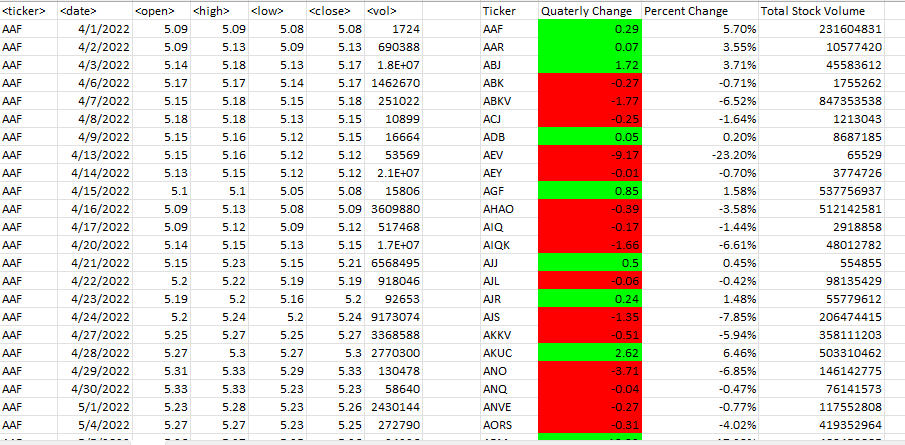 <ticker> <date> <open> <high> <low> <close> <vol> Ticker Quaterly Change Percent Change Total Stock Volume
AAF 4/1/2022 5.09 5.09 5.08 5.08 1724 AAF 0.29 5.70% 231604831
AAF 4/2/2022 5.09 5.13 5.09 5.13 690388 AAR 0.07 3.55% 10577420
AAF 4/3/2022 5.14 5.18 5.13 5.17 1.8E+07 ABJ 1.72 3.71% 45583612
AAF 4/6/2022 5.17 5.17 5.14 5.17 1462670 ABK -0.27 -0.71% 1755262
AAF 4/7/2022 5.15 5.18 5.15 5.18 251022 ABKV -1.77 -6.52% 847353538
AAF 4/8/2022 5.18 5.18 5.13 5.15 10899 ACJ -0.25 -1.64% 1213043
AAF 4/9/2022 5.15 5.16 5.12 5.12 16664 ADB 0.05 0.20% 8687185
AAF 4/13/2022 5.15 5.16 5.12 5.12 53569 AEV -9.17 -23.20% 65529
AAF 4/14/2022 5.13 5.15 5.12 5.12 2.1E+07 AEY -0.01 -0.70% 3774726
AAF 4/15/2022 5.1 5.1 5.05 5.08 15806 AGF 0.85 1.58% 537756937
AAF 4/16/2022 5.09 5.13 5.08 5.09 3609880 AHAO -0.39 -3.58% 512142581
AAF 4/17/2022 5.09 5.12 5.09 5.12 517468 AIQ -0.17 -1.44% 2918858
AAF 4/20/2022 5.14 5.15 5.13 5.15 1.7E+07 AIQK -1.66 -6.61% 48012782
AAF 4/21/2022 5.15 5.23 5.15 5.21 6568495 AJJ 0.5 0.45% 554855
AAF 4/22/2022 5.2 5.22 5.19 5.19 918046 AJL -0.06 -0.42% 98135429
AAF 4/23/2022 5.19 5.2 5.16 5.2 92653 AJR 0.24 1.48% 55779612
AAF 4/24/2022 5.2 5.24 5.2 5.24 9173074 AJS -1.35 -7.85% 206474415
AAF 4/27/2022 5.25 5.27 5.25 5.27 3368588 AKKV -0.51 -5.94% 358111203
AAF 4/28/2022 5.27 5.3 5.27 5.3 2770300 AKUC 2.62 6.46% 503310462
AAF 4/29/2022 5.31 5.33 5.29 5.33 130478 ANO -3.71 -6.85% 146142775
AAF 4/30/2022 5.33 5.33 5.23 5.23 58640 ANQ -0.04 -0.47% 76141573
AAF 5/1/2022 5.23 5.28 5.23 5.26 2430144 ANVE -0.27 -0.77% 117552808
AAF 5/4/2022 5.27 5.27 5.23 5.25 272790 AORS -0.31 -4.02% 419352964